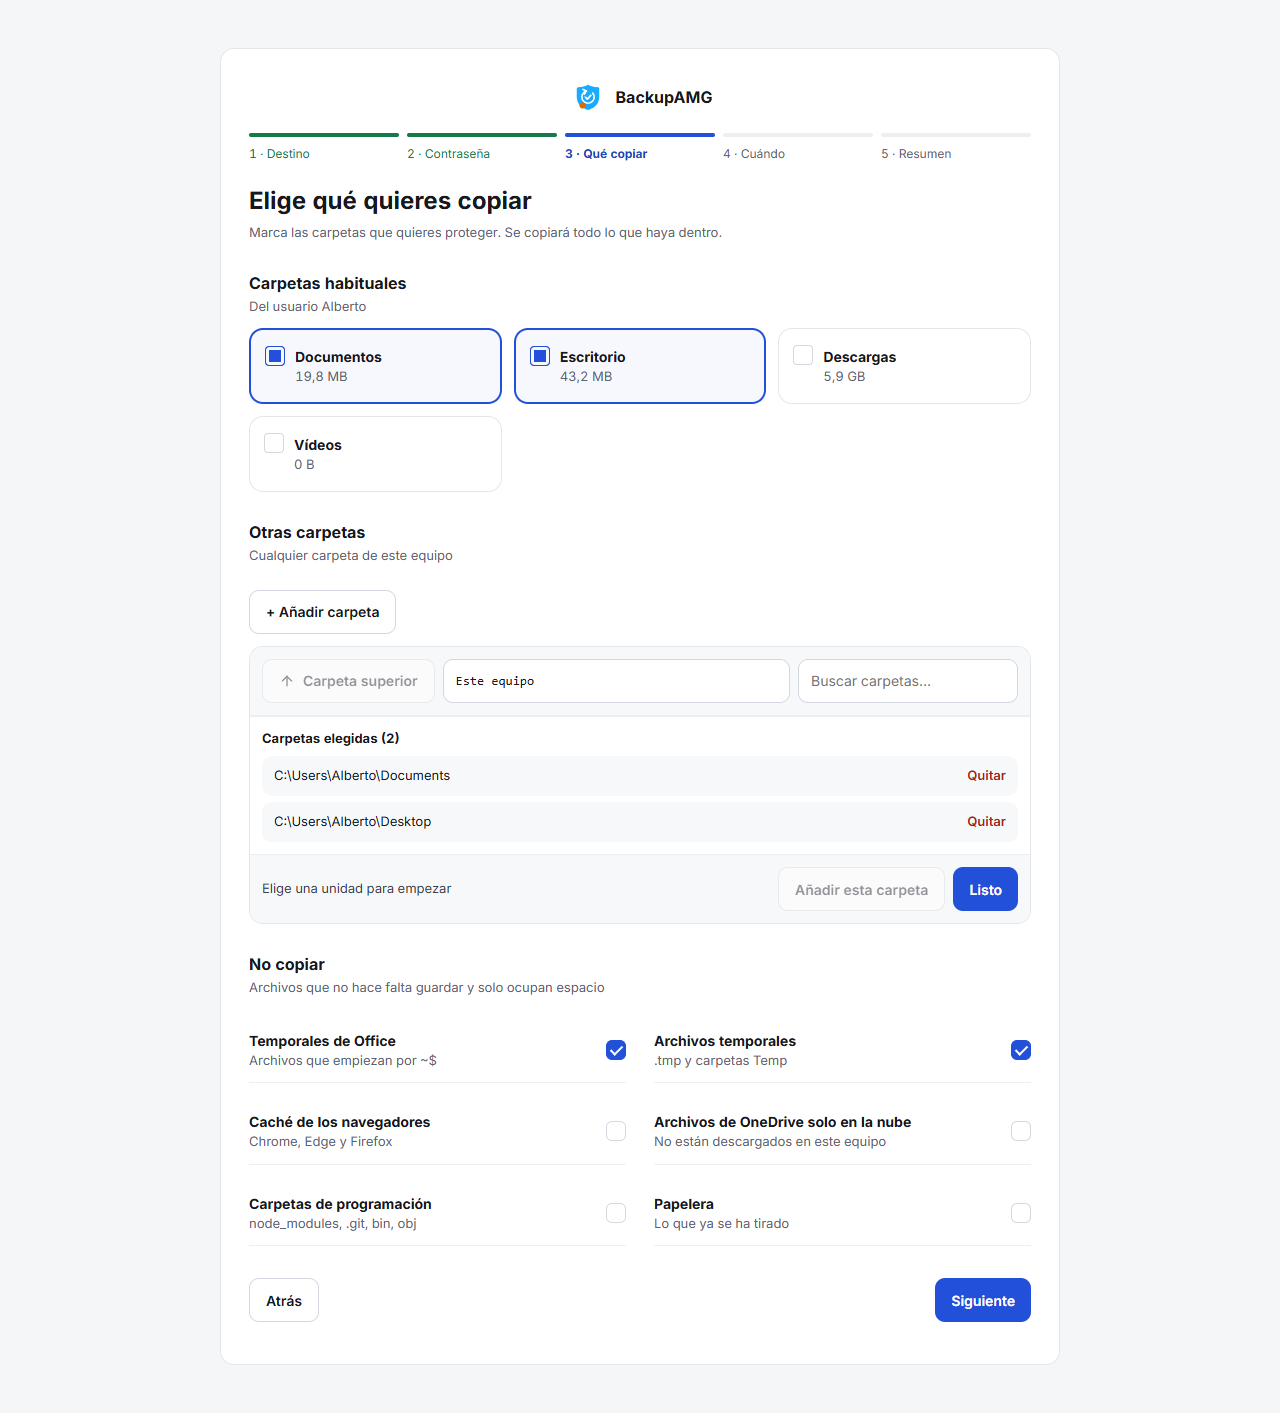 BackupAMG
1 · Destino
2 · Contraseña
3 · Qué copiar
4 · Cuándo
5 · Resumen
Elige qué quieres copiar
Marca las carpetas que quieres proteger. Se copiará todo lo que haya dentro.
Carpetas habituales
Del usuario Alberto
Documentos
19,8 MB
Escritorio
43,2 MB
Descargas
5,9 GB
Vídeos
0 B
Otras carpetas
Cualquier carpeta de este equipo
+ Añadir carpeta
↑ Carpeta superior
Este equipo
Buscar carpetas...
Carpetas elegidas (2)
C:\Users\Alberto\Documents
Quitar
C:\Users\Alberto\Desktop
Quitar
Elige una unidad para empezar
Añadir esta carpeta
Listo
No copiar
Archivos que no hace falta guardar y solo ocupan espacio
Temporales de Office
Archivos que empiezan por ~$
Archivos temporales
.tmp y carpetas Temp
Caché de los navegadores
Chrome, Edge y Firefox
Archivos de OneDrive solo en la nube
No están descargados en este equipo
Carpetas de programación
node_modules, .git, bin, obj
Papelera
Lo que ya se ha tirado
Atrás
Siguiente